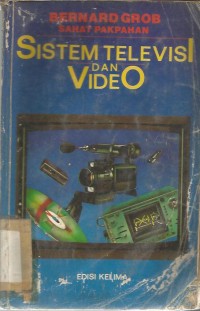 BERNARD GROB
SAHAT PAKPAHAN
SISTEM TELEVISI
DAN
VIDEO
EDISI KELIMA